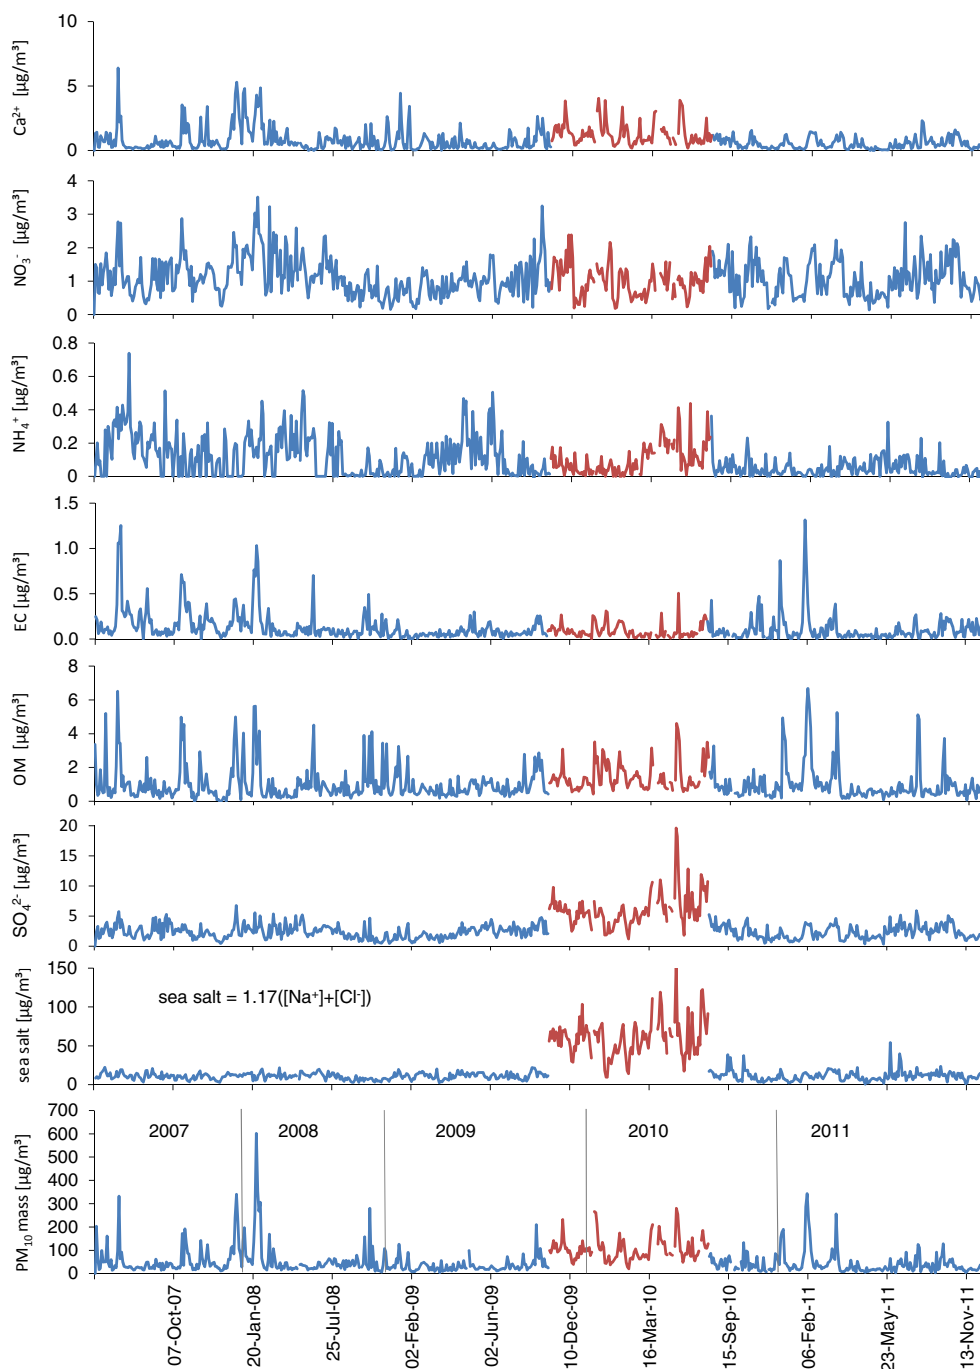 10
5
0
Ca²⁺ [µg/m³]
4
3
2
1
0
NO₃⁻ [µg/m³]
0.8
0.6
0.4
0.2
0
NH₄⁺ [µg/m³]
1.5
1.0
0.5
0.0
EC [µg/m³]
8
6
4
2
0
OM [µg/m³]
20
15
10
5
0
SO₄²⁻ [µg/m³]
150
100
50
0
sea salt [µg/m³]
sea salt = 1.17([Na⁺]+[Cl⁻])
700
600
500
400
300
200
100
0
PM₁₀ mass [µg/m³]
2007 2008 2009 2010 2011
07-Oct-07
20-Jan-08
25-Jul-08
02-Feb-09
02-Jun-09
10-Dec-09
16-Mar-10
15-Sep-10
06-Feb-11
23-May-11
13-Nov-11